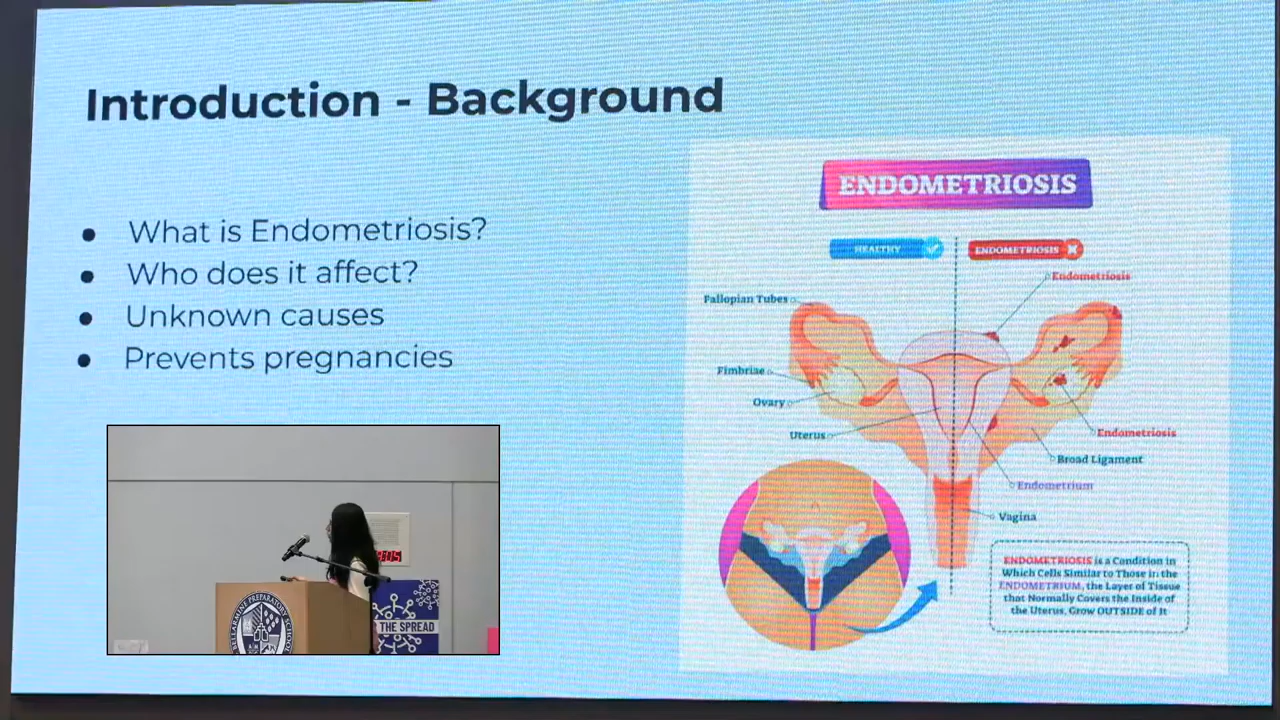 Introduction - Background
● What is Endometriosis?
● Who does it affect?
● Unknown causes
● Prevents pregnancies
ENDOMETRIOSIS
HEALTHY
ENDOMETRIOSIS
Endometriosis
Fallopian Tubes
Fimbriae
Ovary
Uterus
Endometriosis
Broad Ligament
Endometrium
Vagina
ENDOMETRIOSIS is a Condition in
Which Cells Similar to Those in the
ENDOMETRIUM, the Layer of Tissue
that Normally Covers the Inside of
the Uterus, Grow OUTSIDE of It
THE SPREAD